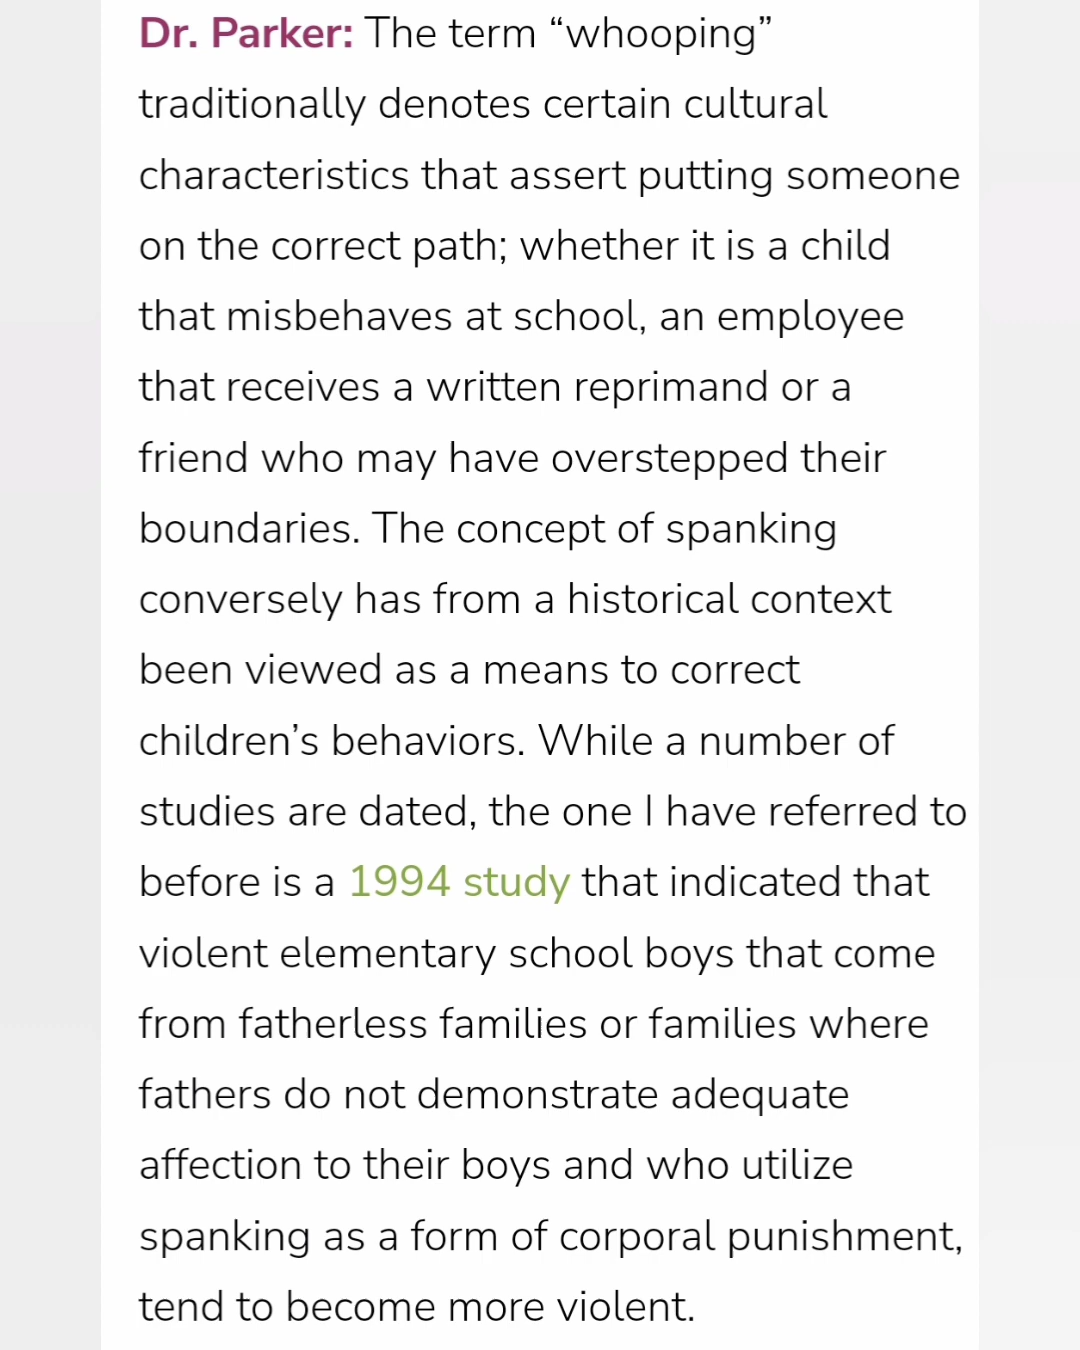 Dr. Parker: The term “whooping”
traditionally denotes certain cultural
characteristics that assert putting someone
on the correct path; whether it is a child
that misbehaves at school, an employee
that receives a written reprimand or a
friend who may have overstepped their
boundaries. The concept of spanking
conversely has from a historical context
been viewed as a means to correct
children’s behaviors. While a number of
studies are dated, the one I have referred to
before is a 1994 study that indicated that
violent elementary school boys that come
from fatherless families or families where
fathers do not demonstrate adequate
affection to their boys and who utilize
spanking as a form of corporal punishment,
tend to become more violent.